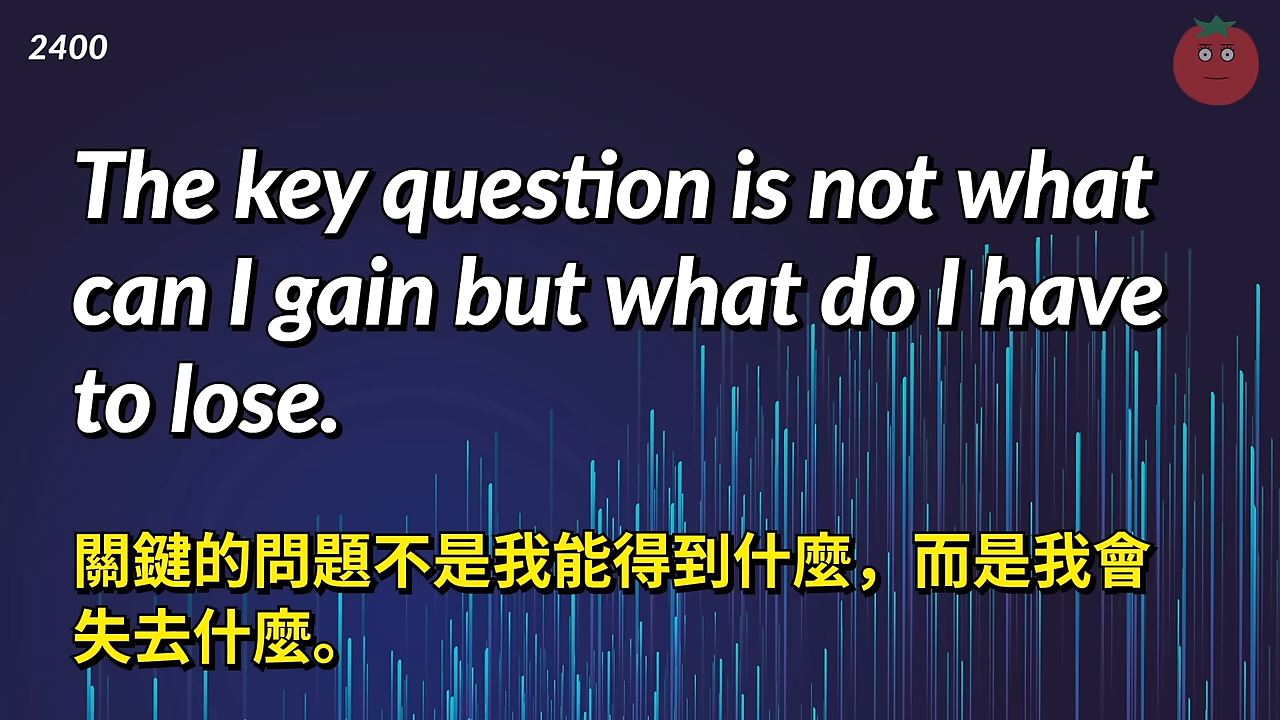 2400
The key question is not what
can I gain but what do I have
to lose.
關鍵的問題不是我能得到什麼，而是我會
失去什麼。